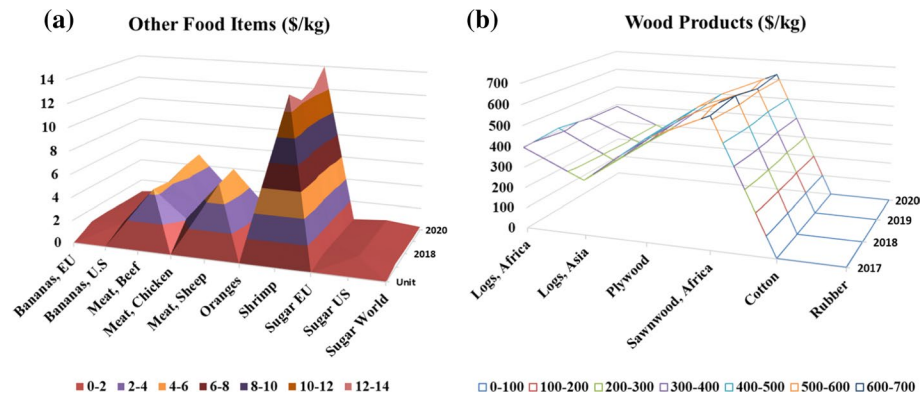 (a)
Other Food Items ($/kg)
14
12
10
8
6
4
2
0
Bananas, EU
Bananas, U.S
Meat, Beef
Meat, Chicken
Meat, Sheep
Oranges
Shrimp
Sugar EU
Sugar US
Sugar World
2020
2018
Unit
0-2 2-4 4-6 6-8 8-10 10-12 12-14
(b)
Wood Products ($/kg)
700
600
500
400
300
200
100
0
Logs, Africa
Logs, Asia
Plywood
Sawnwood, Africa
Cotton
Rubber
2020
2019
2018
2017
0-100 100-200 200-300 300-400 400-500 500-600 600-700